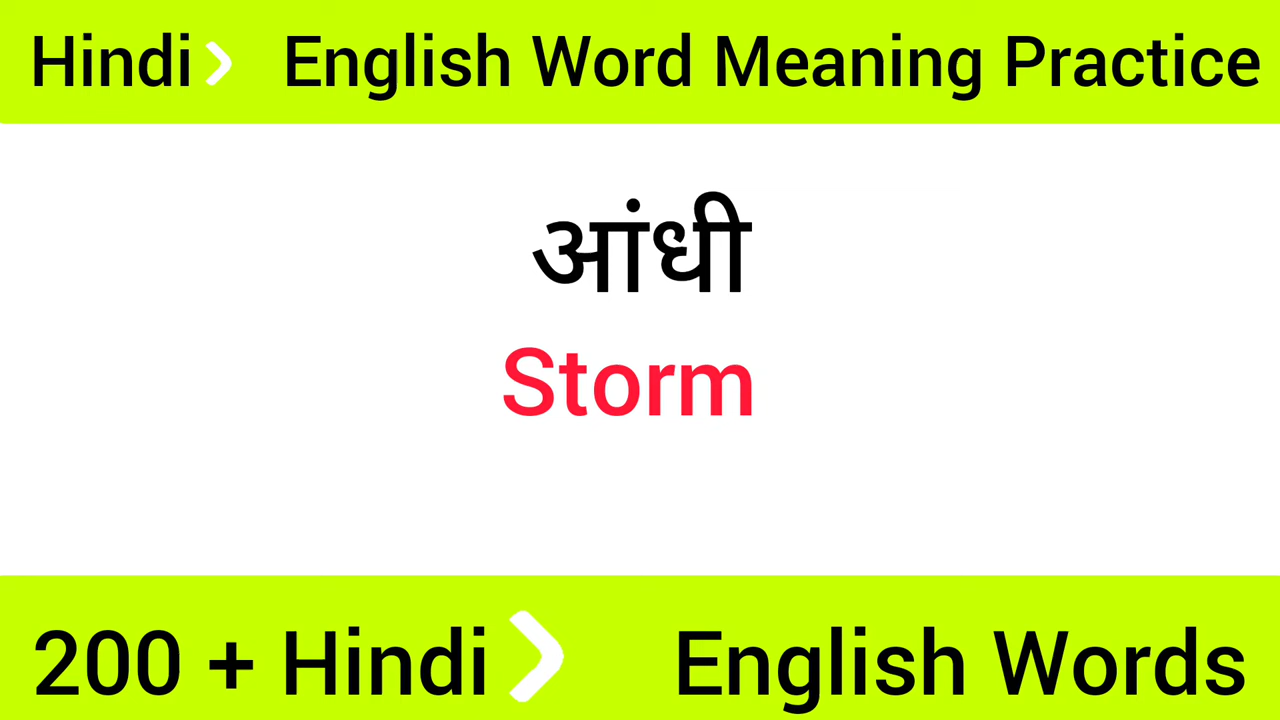 Hindi > English Word Meaning Practice
आंधी
Storm
200 + Hindi > English Words